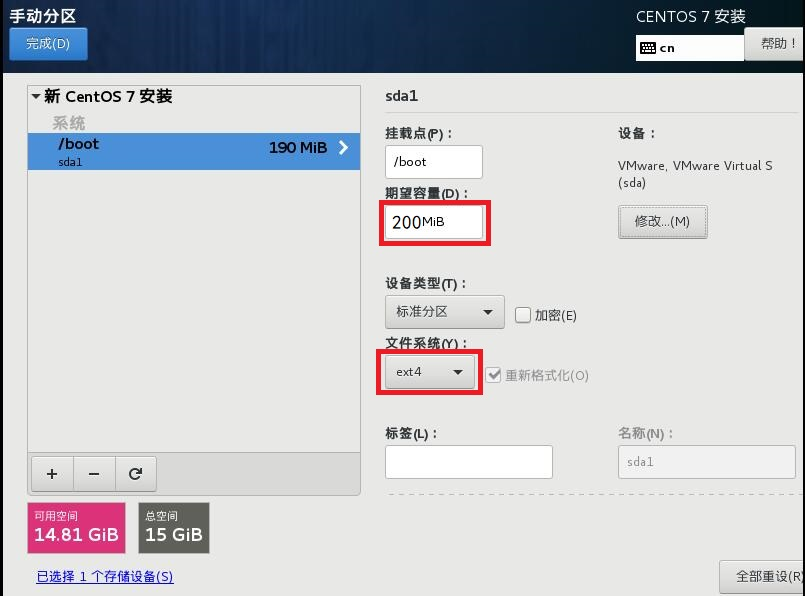 手动分区
CENTOS 7 安装
完成(D)
cn
帮助！
新 CentOS 7 安装
系统
/boot
190 MiB
sda1
sda1
挂载点(P)：
/boot
期望容量(D)：
200MiB
设备：
VMware, VMware Virtual S
(sda)
修改...(M)
设备类型(T)：
标准分区
加密(E)
文件系统(Y)：
ext4
重新格式化(O)
标签(L)：
名称(N)：
sda1
+
−
可用空间
14.81 GiB
总空间
15 GiB
已选择 1 个存储设备(S)
全部重设(R